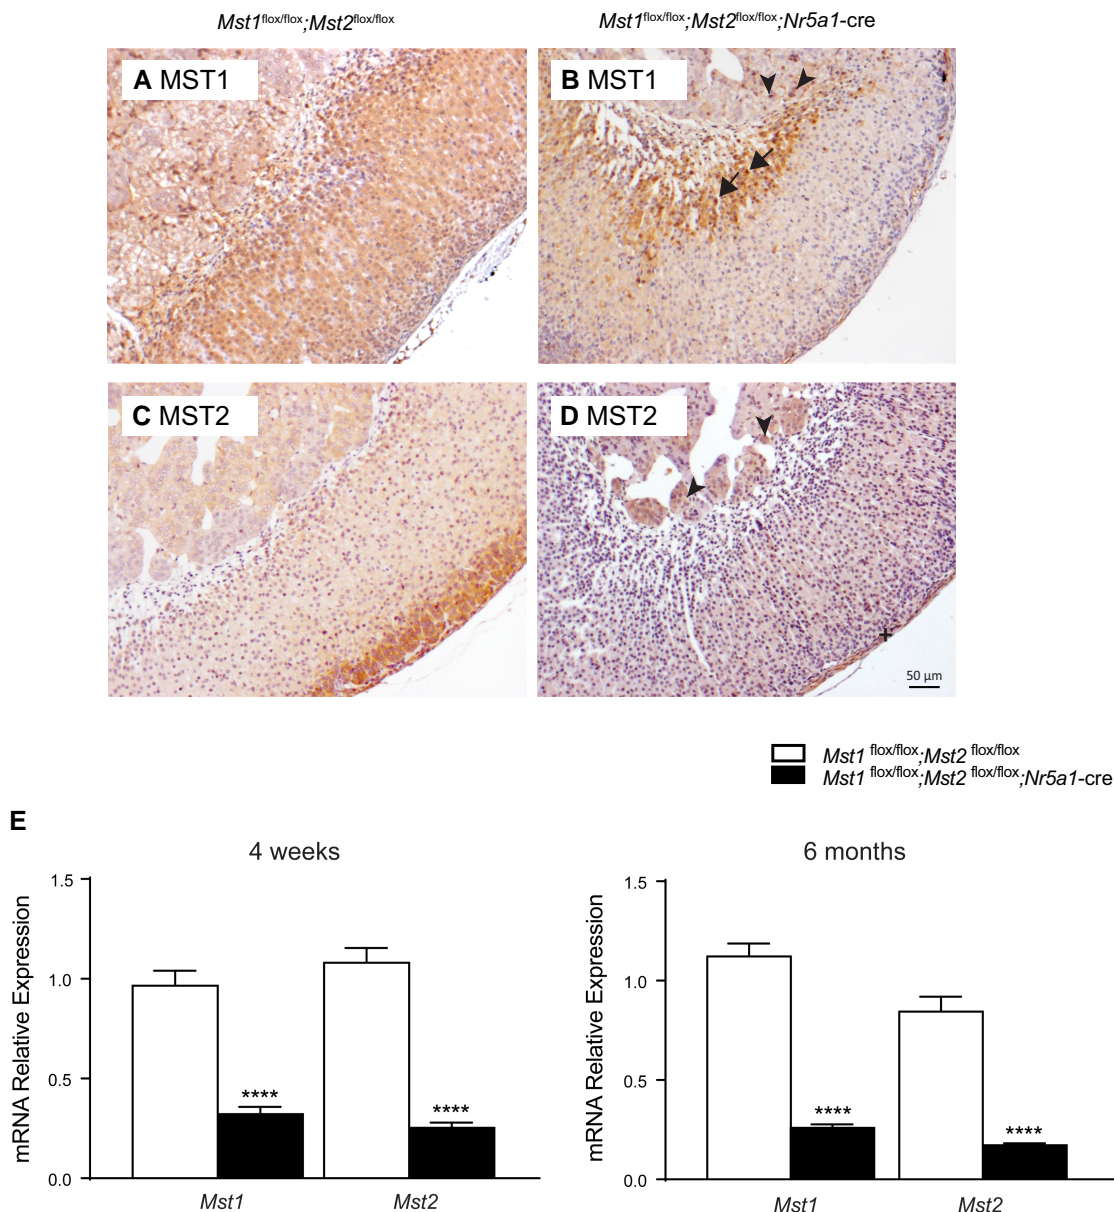 Mst1flox/flox;Mst2flox/flox
Mst1flox/flox;Mst2flox/flox;Nr5a1-cre
A MST1
B MST1
C MST2
D MST2
+
50 µm
Mst1 flox/flox;Mst2 flox/flox
Mst1 flox/flox;Mst2 flox/flox;Nr5a1-cre
E
4 weeks
mRNA Relative Expression
1.5
1.0
0.5
0.0
****
****
Mst1
Mst2
6 months
mRNA Relative Expression
1.5
1.0
0.5
0.0
****
****
Mst1
Mst2